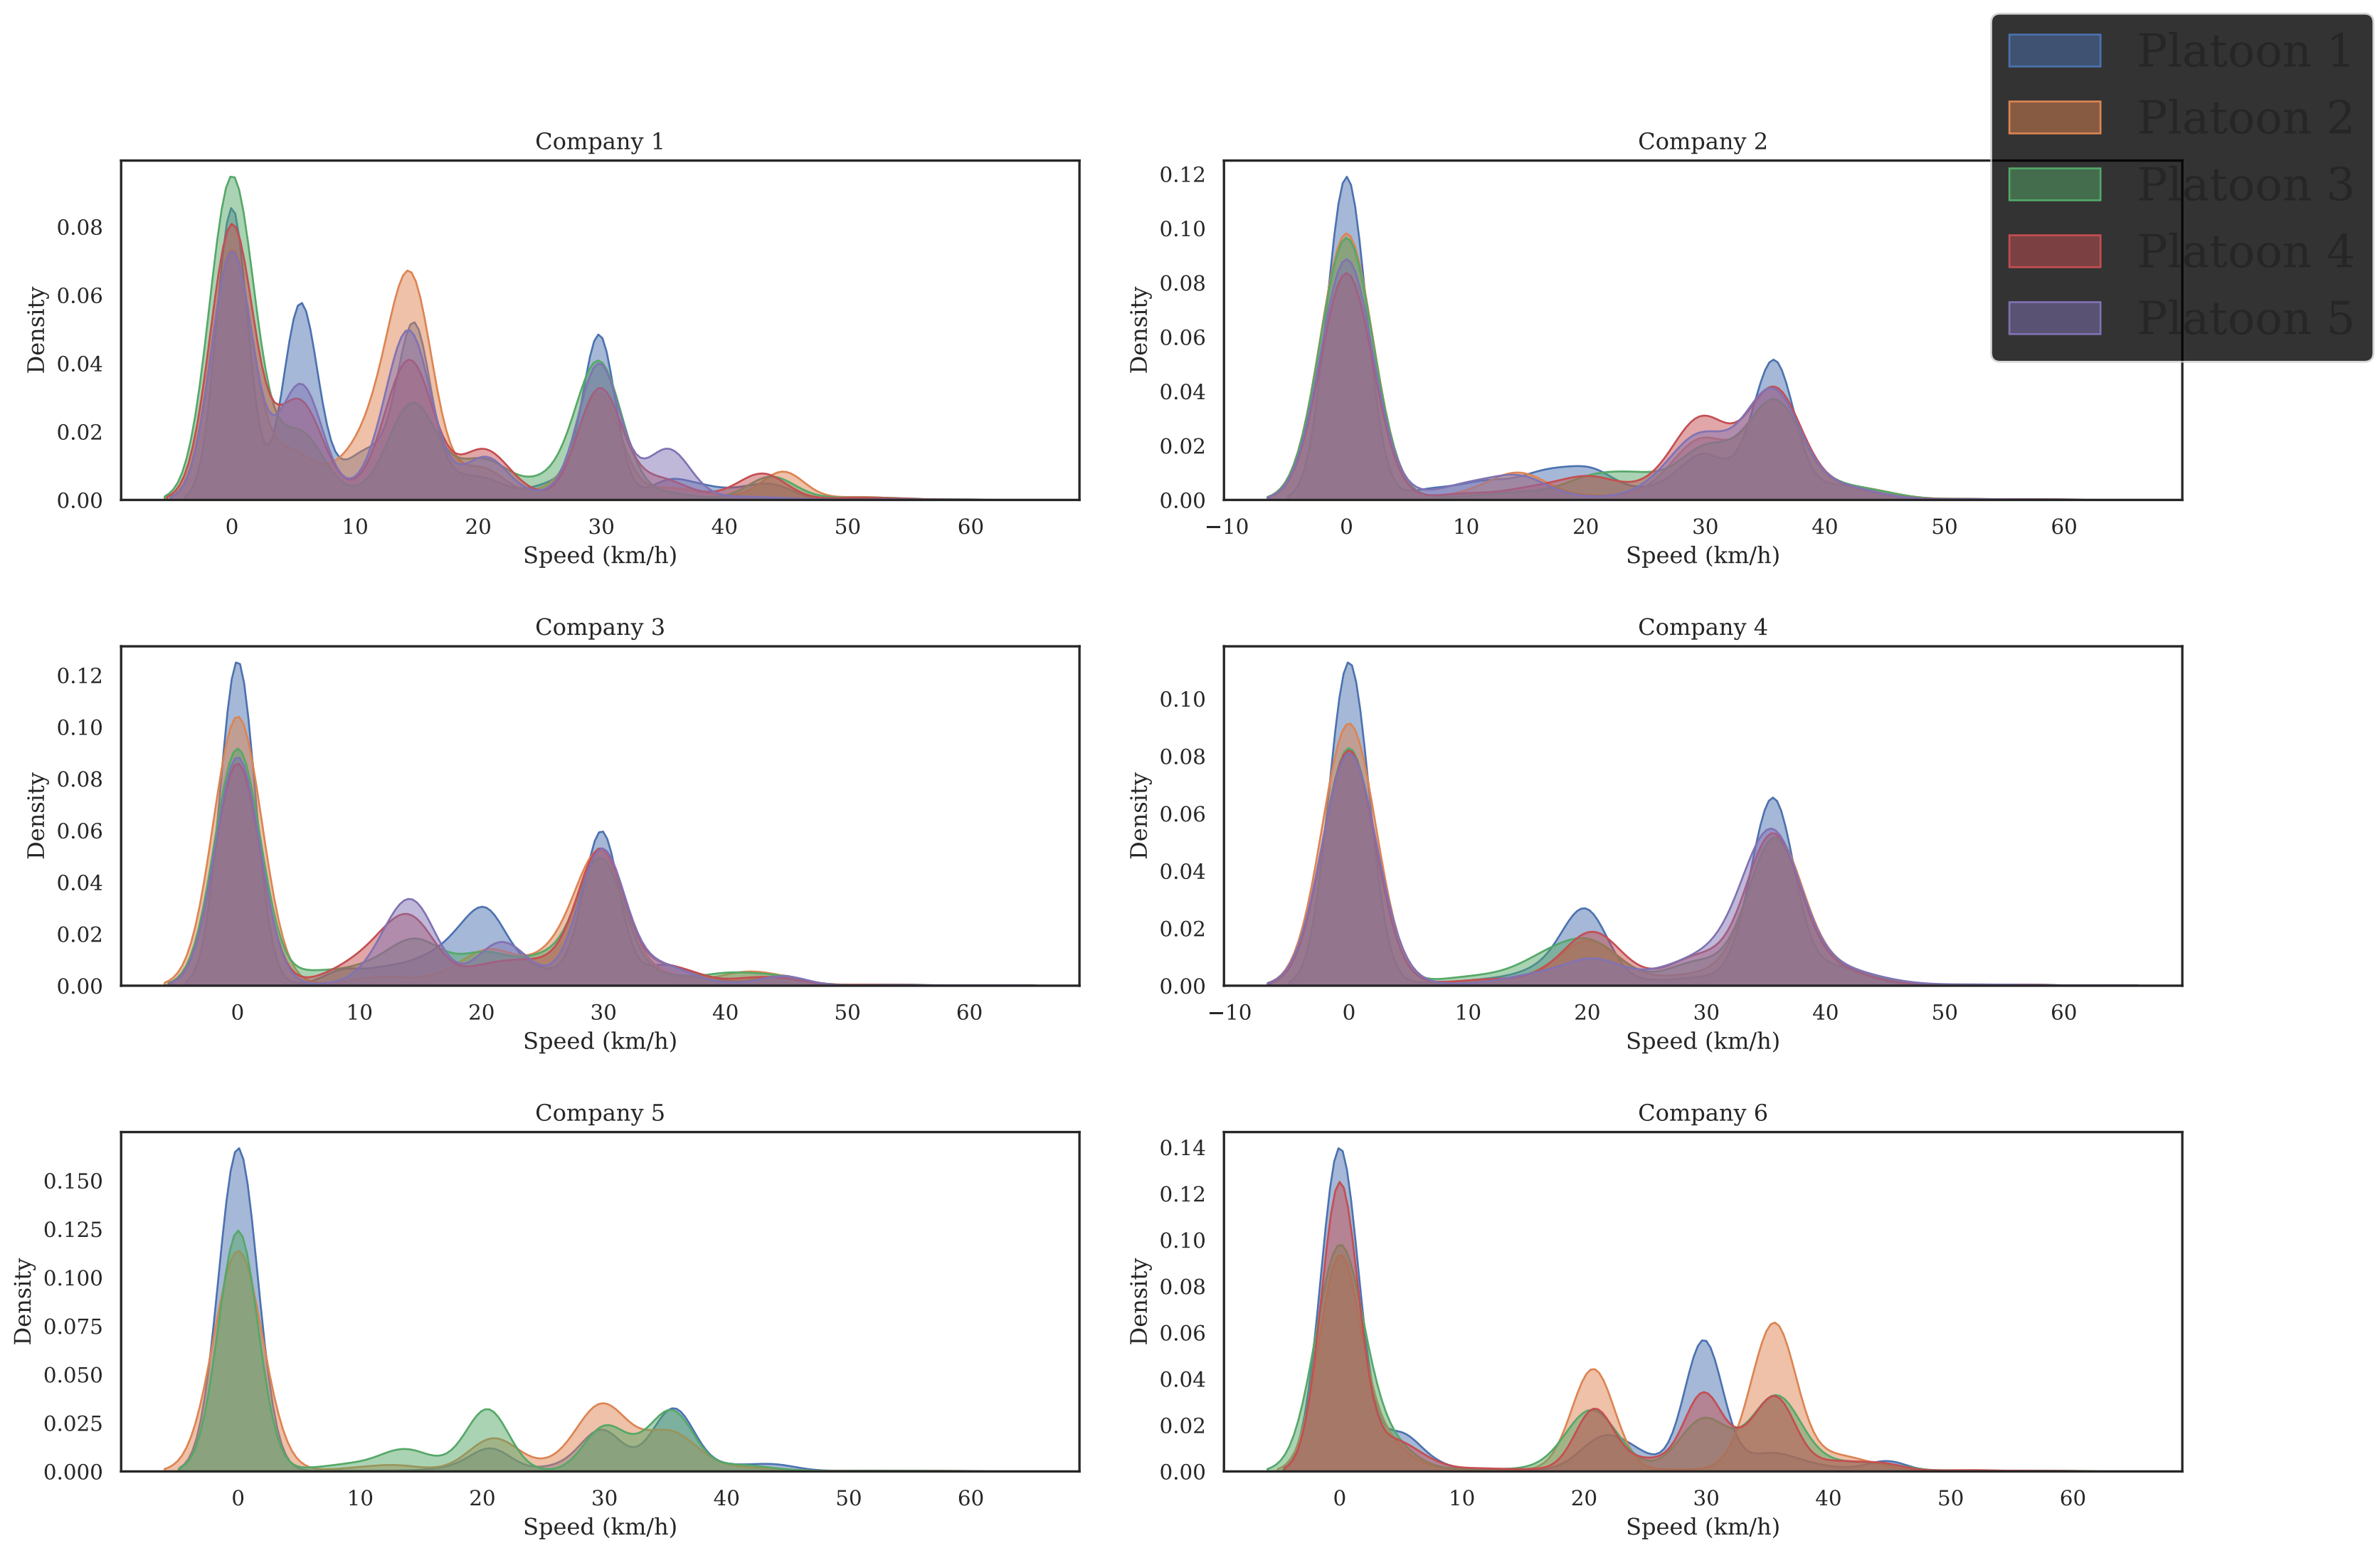 Platoon 1
Platoon 2
Platoon 3
Platoon 4
Platoon 5
Company 1
Density
0.08
0.06
0.04
0.02
0.00
0 10 20 30 40 50 60
Speed (km/h)
Company 2
Density
0.12
0.10
0.08
0.06
0.04
0.02
0.00
−10 0 10 20 30 40 50 60
Speed (km/h)
Company 3
Density
0.12
0.10
0.08
0.06
0.04
0.02
0.00
0 10 20 30 40 50 60
Speed (km/h)
Company 4
Density
0.10
0.08
0.06
0.04
0.02
0.00
−10 0 10 20 30 40 50 60
Speed (km/h)
Company 5
Density
0.150
0.125
0.100
0.075
0.050
0.025
0.000
0 10 20 30 40 50 60
Speed (km/h)
Company 6
Density
0.14
0.12
0.10
0.08
0.06
0.04
0.02
0.00
0 10 20 30 40 50 60
Speed (km/h)